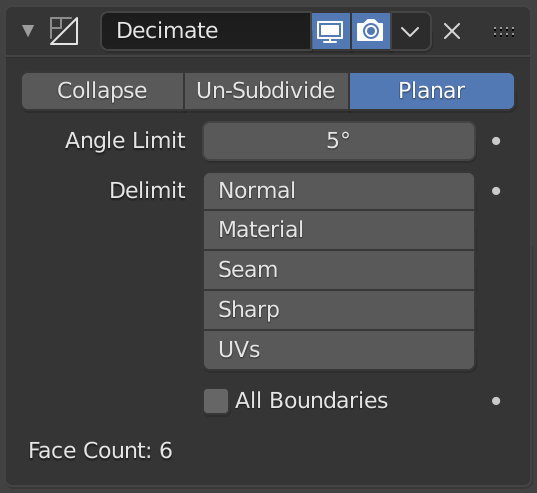 Decimate
Collapse Un-Subdivide Planar
Angle Limit 5°
Delimit Normal
Material
Seam
Sharp
UVs
All Boundaries
Face Count: 6